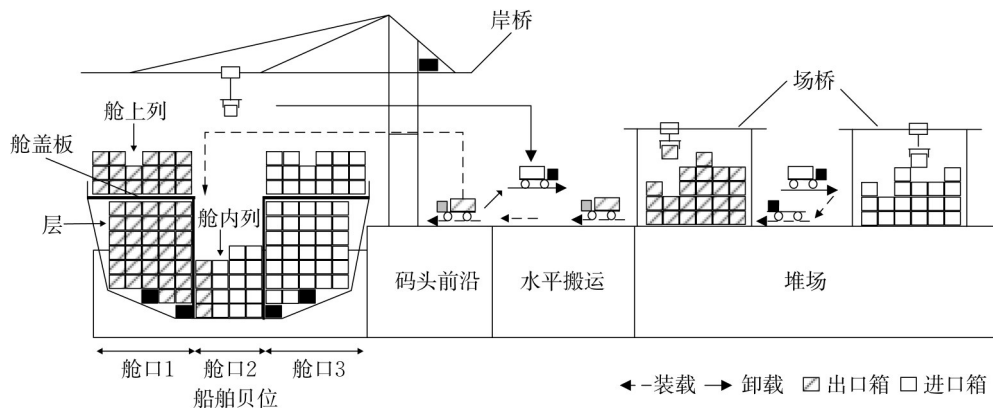 岸桥
场桥
舱上列
舱盖板
层
舱内列
码头前沿
水平搬运
堆场
舱口1
舱口2
舱口3
船舶贝位
装载
卸载
出口箱
进口箱